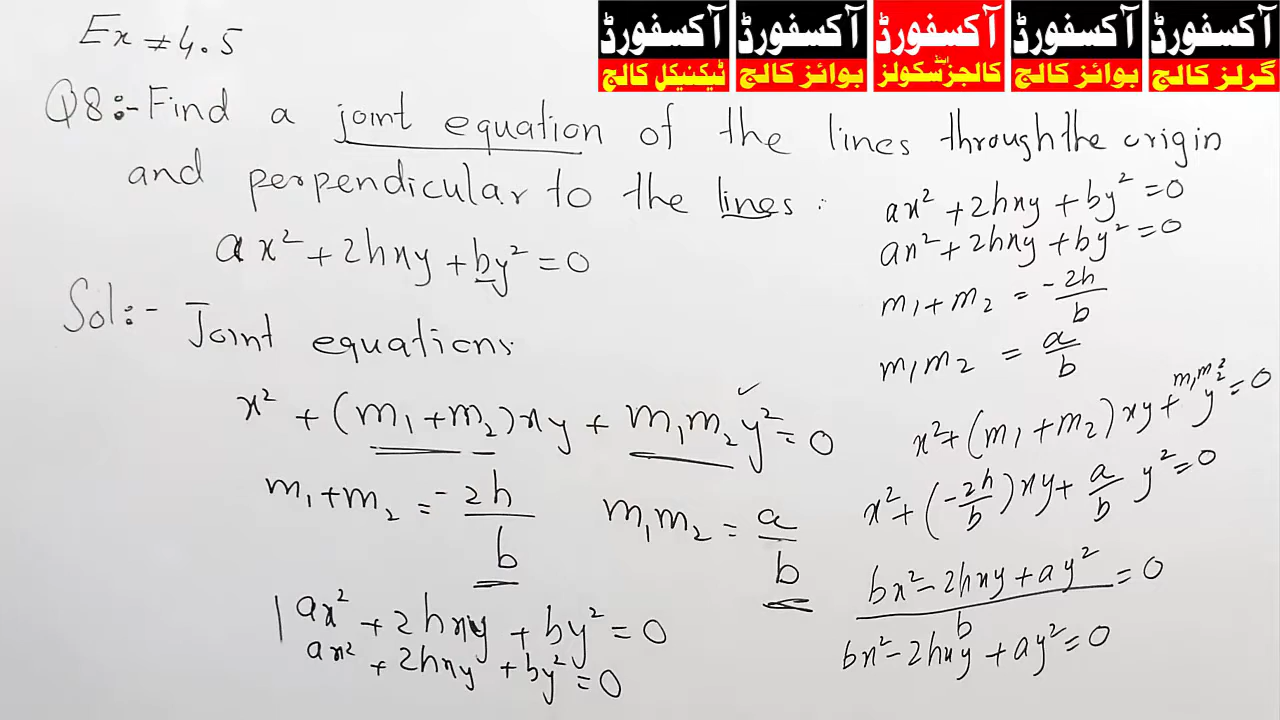 Ex # 4.5
آکسفورڈ ٹیکنیکل کالج
آکسفورڈ بوائز کالج
آکسفورڈ کالجز اینڈ سکولز
آکسفورڈ بوائز کالج
آکسفورڈ گرلز کالج
Q8:- Find a joint equation of the lines through the origin
and perpendicular to the lines :
ax² + 2hxy + by² = 0
Sol:- Joint equations
x² + (m₁ + m₂)xy + m₁m₂y² = 0
m₁ + m₂ = -2h/b m₁m₂ = a/b
ax² + 2hxy + by² = 0
ax² + 2hxy + by² = 0
ax² + 2hxy + by² = 0
ax² + 2hxy + by² = 0
m₁ + m₂ = -2h/b
m₁m₂ = a/b
x² + (m₁ + m₂)xy + m₁m₂y² = 0
x² + (-2h/b)xy + a/b y² = 0
bx² - 2hxy + ay² / b = 0
bx² - 2hxy + ay² = 0